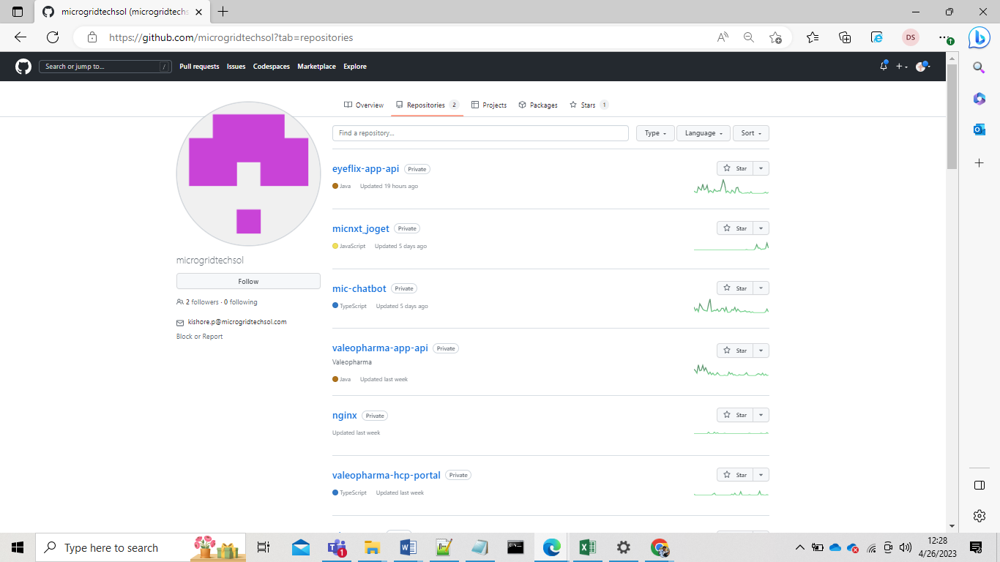 microgridtechsol (microgridtechs
https://github.com/microgridtechsol?tab=repositories
DS
Search or jump to... /
Pull requests Issues Codespaces Marketplace Explore
Overview Repositories 2 Projects Packages Stars 1
Find a repository...
Type Language Sort
eyeflix-app-api Private
Star
Java Updated 19 hours ago
micnxt_joget Private
Star
JavaScript Updated 5 days ago
microgridtechsol
Follow
2 followers · 0 following
kishore.p@microgridtechsol.com
Block or Report
mic-chatbot Private
Star
TypeScript Updated 5 days ago
valeopharma-app-api Private
Star
Valeopharma
Java Updated last week
nginx Private
Star
Updated last week
valeopharma-hcp-portal Private
Star
TypeScript Updated last week
Type here to search
1
12:28
4/26/2023